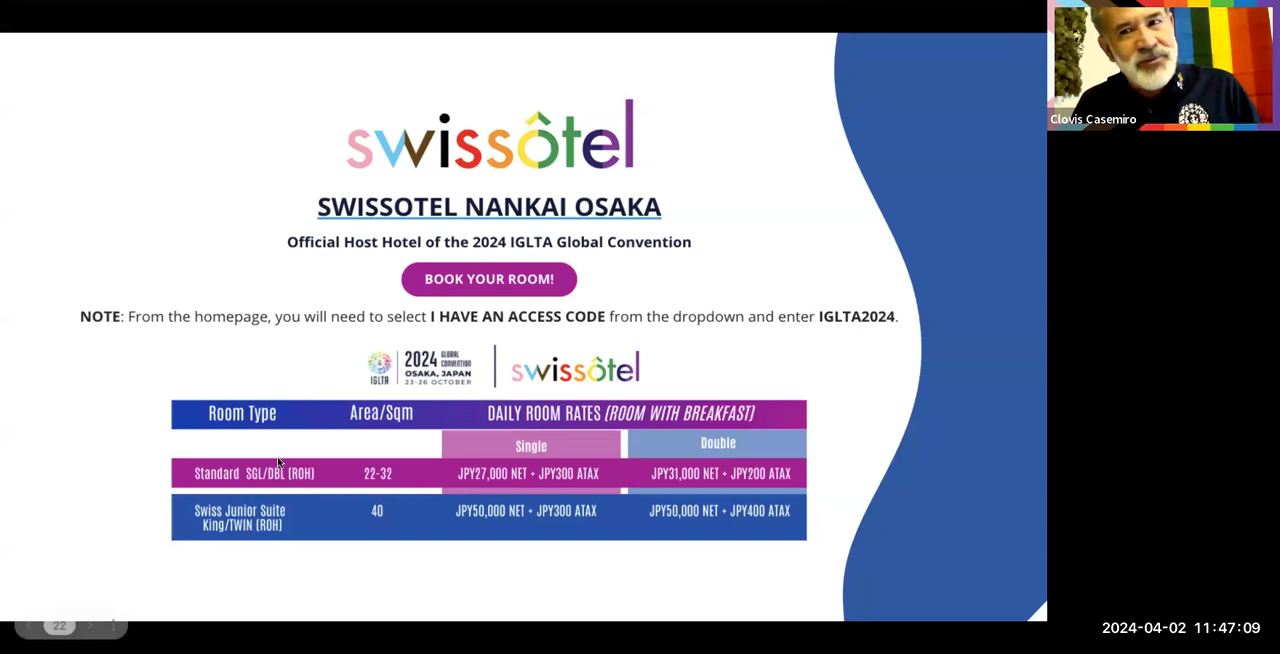 swissôtel
SWISSOTEL NANKAI OSAKA
Official Host Hotel of the 2024 IGLTA Global Convention
BOOK YOUR ROOM!
NOTE: From the homepage, you will need to select I HAVE AN ACCESS CODE from the dropdown and enter IGLTA2024.
IGLTA 2024 GLOBAL CONVENTION OSAKA, JAPAN 23-26 OCTOBER swissôtel
Room Type Area/Sqm DAILY ROOM RATES (ROOM WITH BREAKFAST)
Single Double
Standard SGL/DBL (ROH) 22-32 JPY27,000 NET + JPY300 ATAX JPY31,000 NET + JPY200 ATAX
Swiss Junior Suite 40 JPY50,000 NET + JPY300 ATAX JPY50,000 NET + JPY400 ATAX
King/TWIN (ROH)
22
Clovis Casemiro
2024-04-02 11:47:09